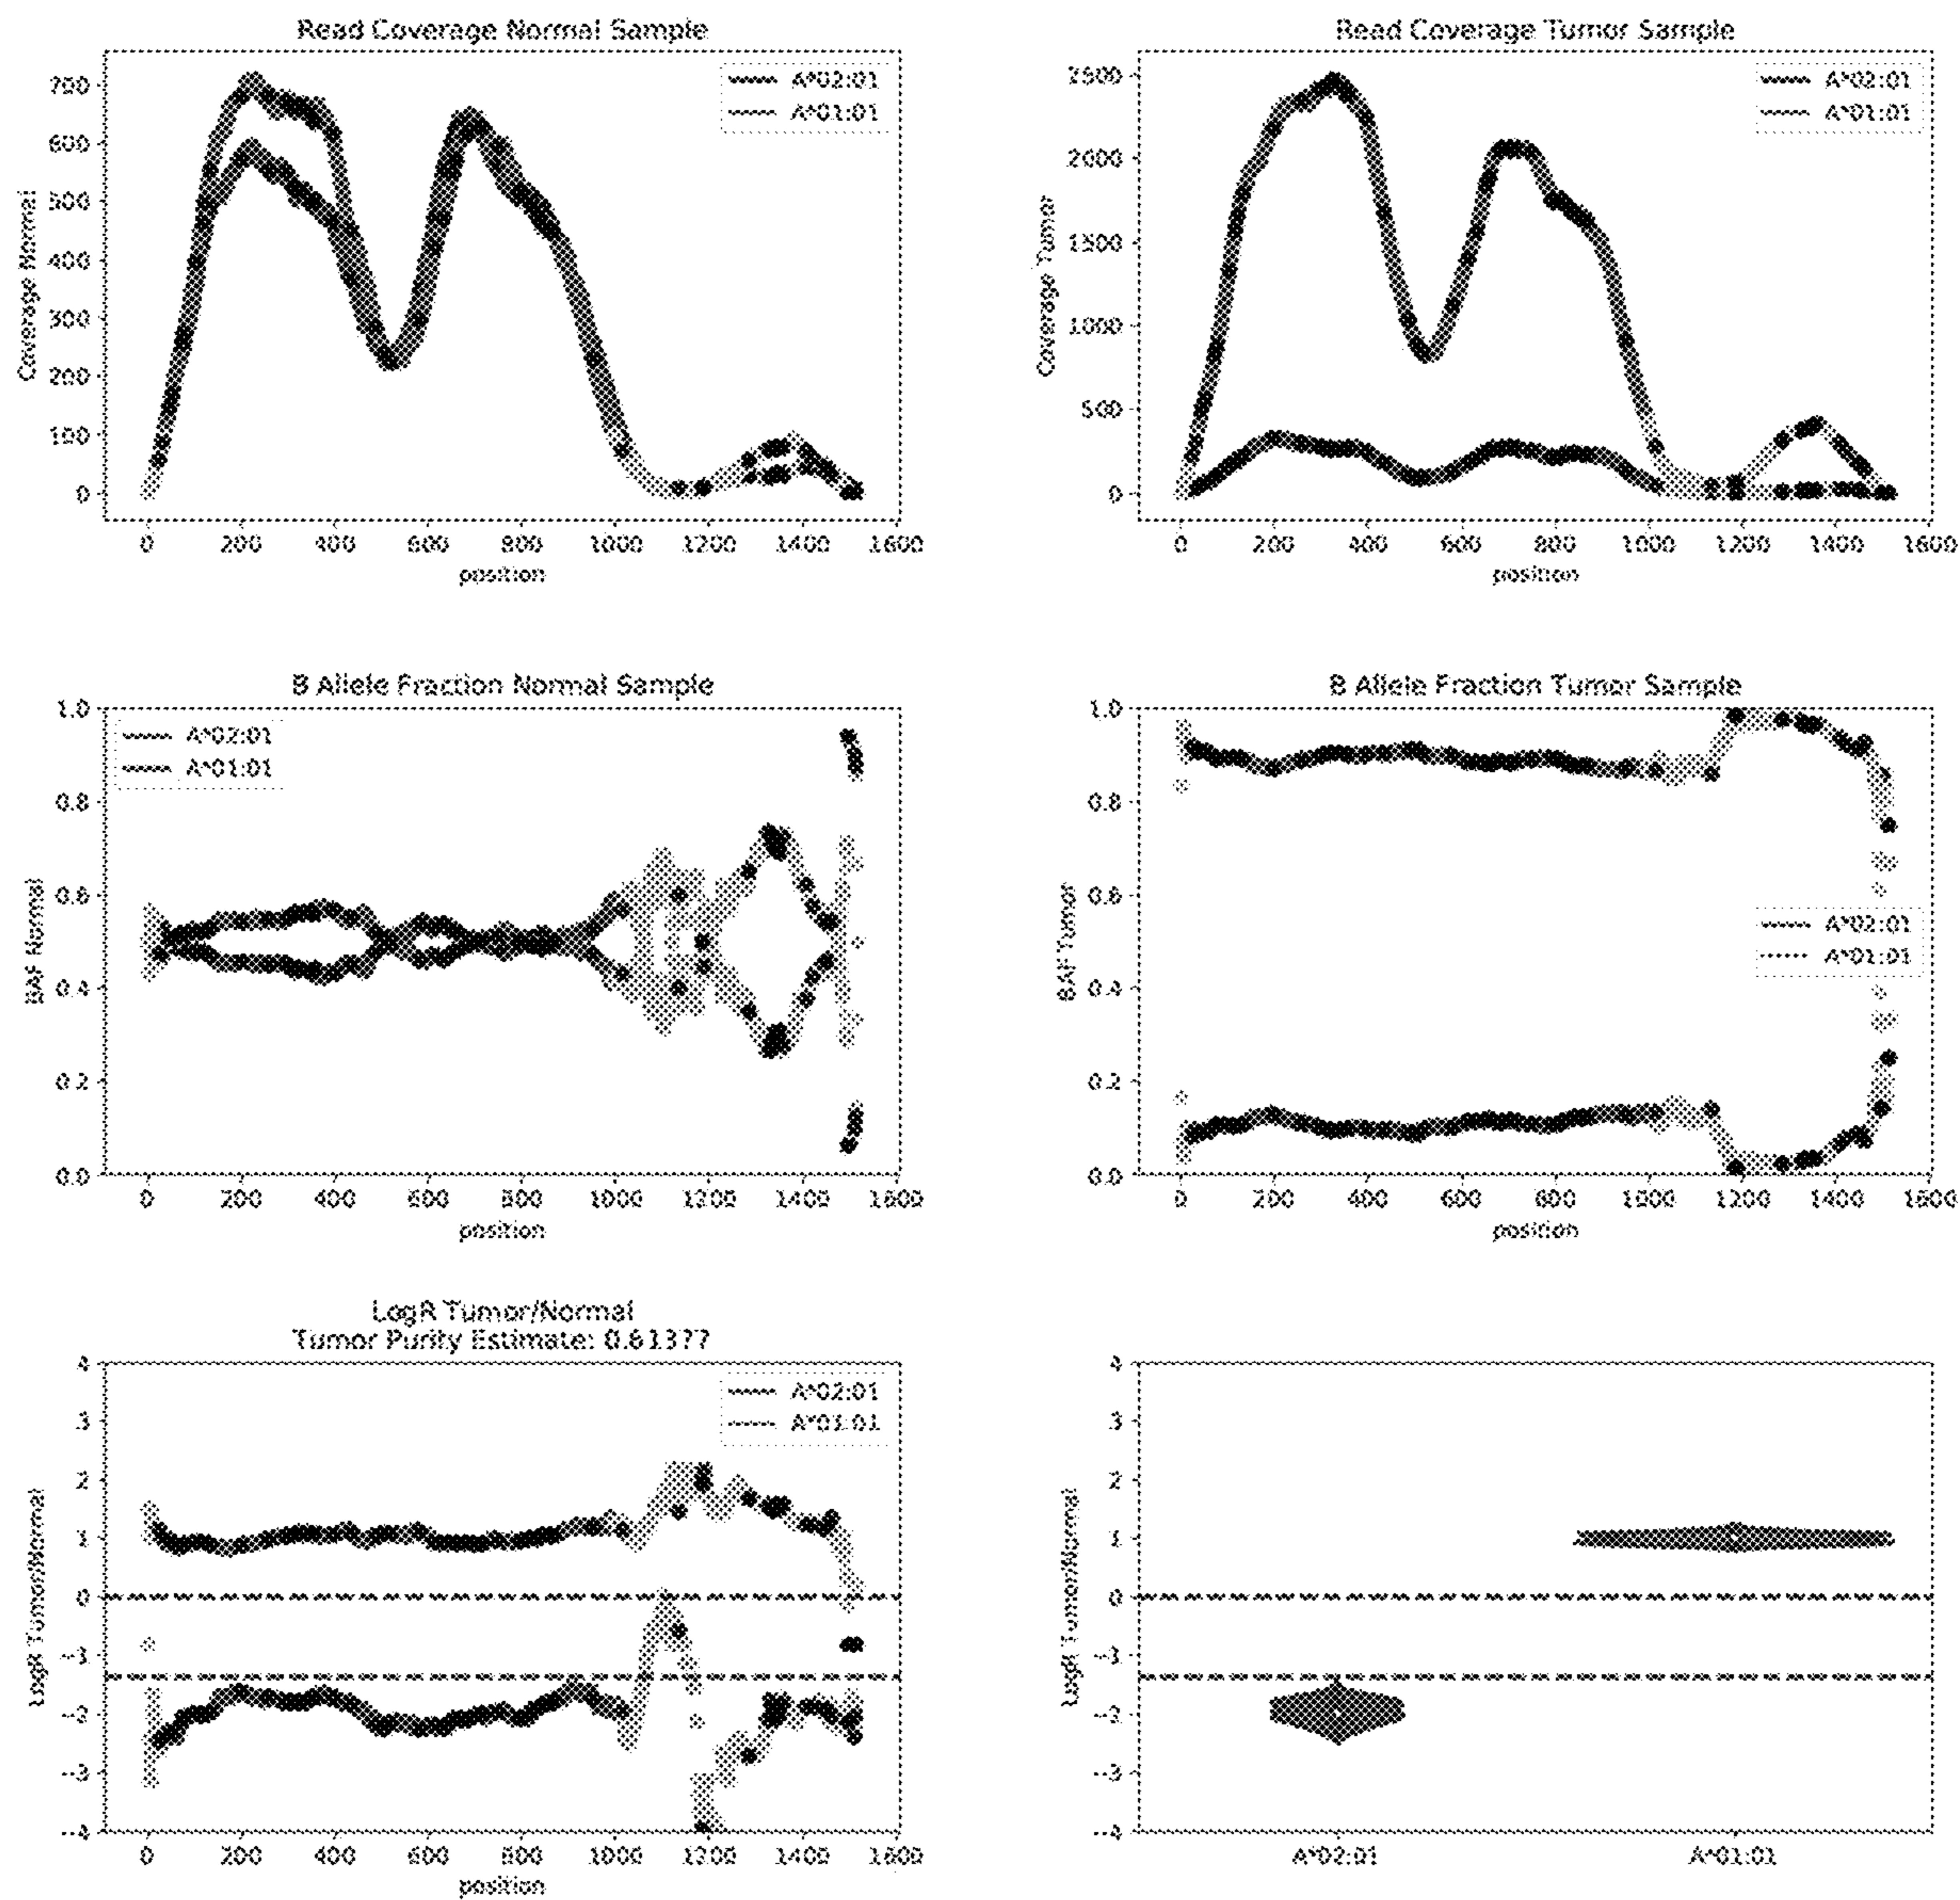 Read Coverage Normal Sample
Coverage Normal
700
600
500
400
300
200
100
0
A*02:01
A*01:01
0 200 400 600 800 1000 1200 1400 1600
position
Read Coverage Tumor Sample
Coverage Tumor
2500
2000
1500
1000
500
0
A*02:01
A*01:01
0 200 400 600 800 1000 1200 1400 1600
position
B Allele Fraction Normal Sample
BAF Normal
1.0
0.8
0.6
0.4
0.2
0.0
A*02:01
A*01:01
0 200 400 600 800 1000 1200 1400 1600
position
B Allele Fraction Tumor Sample
BAF Tumor
1.0
0.8
0.6
0.4
0.2
0.0
A*02:01
A*01:01
0 200 400 600 800 1000 1200 1400 1600
position
LogR Tumor/Normal
Tumor Purity Estimate: 0.61377
LogR Tumor/Normal
4
3
2
1
0
-1
-2
-3
-4
A*02:01
A*01:01
0 200 400 600 800 1000 1200 1400 1600
position
LogR Tumor/Normal
4
3
2
1
0
-1
-2
-3
-4
A*02:01 A*01:01